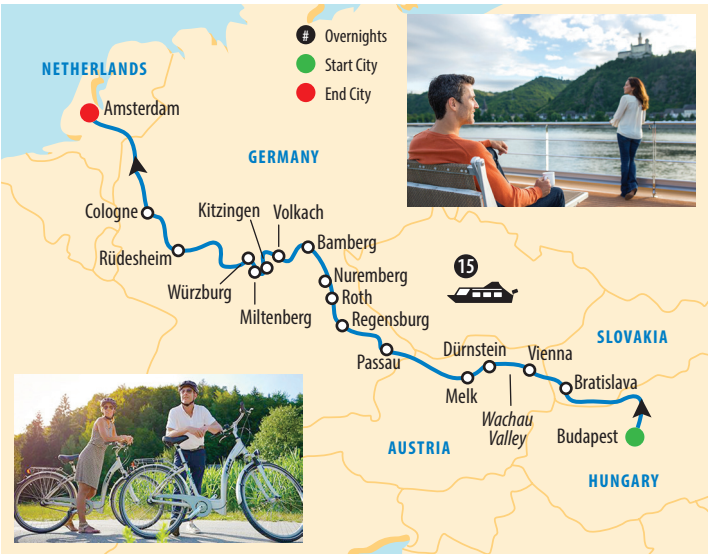 # Overnights
Start City
End City
NETHERLANDS
Amsterdam
GERMANY
Cologne
Kitzingen
Volkach
Bamberg
Rüdesheim
Würzburg
Miltenberg
Nuremberg
Roth
Regensburg
Passau
15
SLOVAKIA
Dürnstein
Vienna
Melk
Bratislava
Wachau
Valley
Budapest
AUSTRIA
HUNGARY